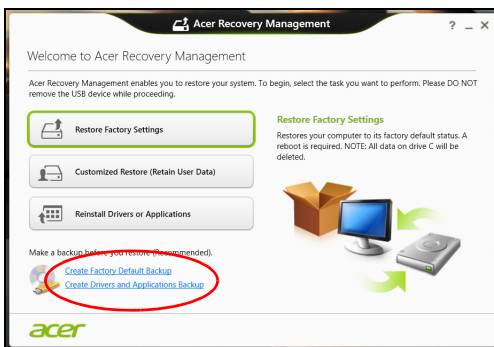 Acer Recovery Management
? _ ×
Welcome to Acer Recovery Management
Acer Recovery Management enables you to restore your system. To begin, select the task you want to perform. Please DO NOT
remove the USB device while proceeding.
Restore Factory Settings
Customized Restore (Retain User Data)
Reinstall Drivers or Applications
Restore Factory Settings
Restores your computer to its factory default status. A
reboot is required. NOTE: All data on drive C will be
deleted.
Make a backup before you restore (Recommended).
Create Factory Default Backup
Create Drivers and Applications Backup
acer